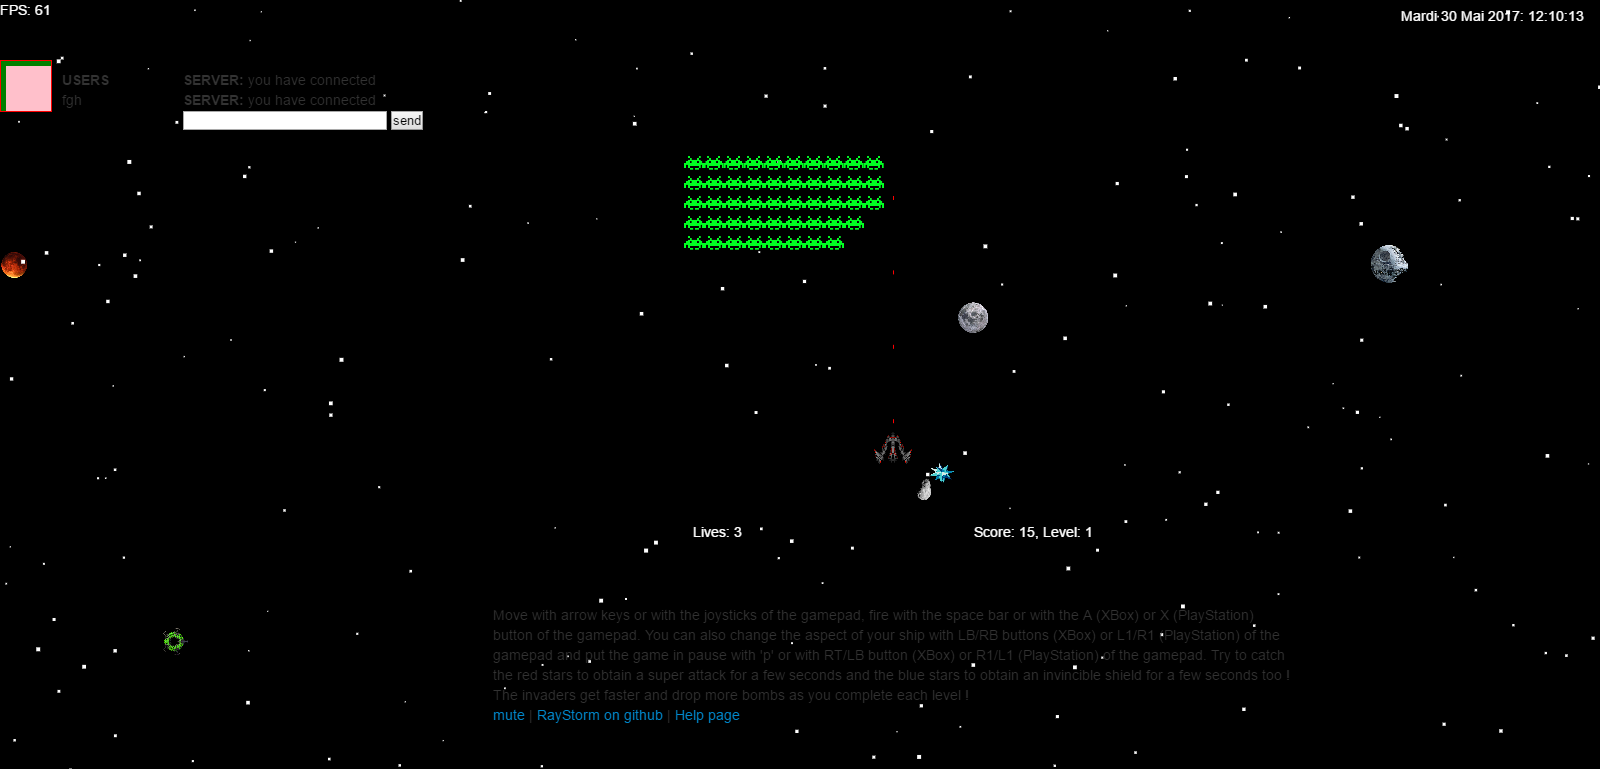 FPS: 61
Mardi 30 Mai 2017: 12:10:13
USERS
fgh
SERVER: you have connected
SERVER: you have connected
send
Lives: 3
Score: 15, Level: 1
Move with arrow keys or with the joysticks of the gamepad, fire with the space bar or with the A (XBox) or X (PlayStation)
button of the gamepad. You can also change the aspect of your ship with LB/RB buttons (XBox) or L1/R1 (PlayStation) of the
gamepad and put the game in pause with 'p' or with RT/LB button (XBox) or R1/L1 (PlayStation) of the gamepad. Try to catch
the red stars to obtain a super attack for a few seconds and the blue stars to obtain an invincible shield for a few seconds too !
The invaders get faster and drop more bombs as you complete each level !
mute | RayStorm on github | Help page